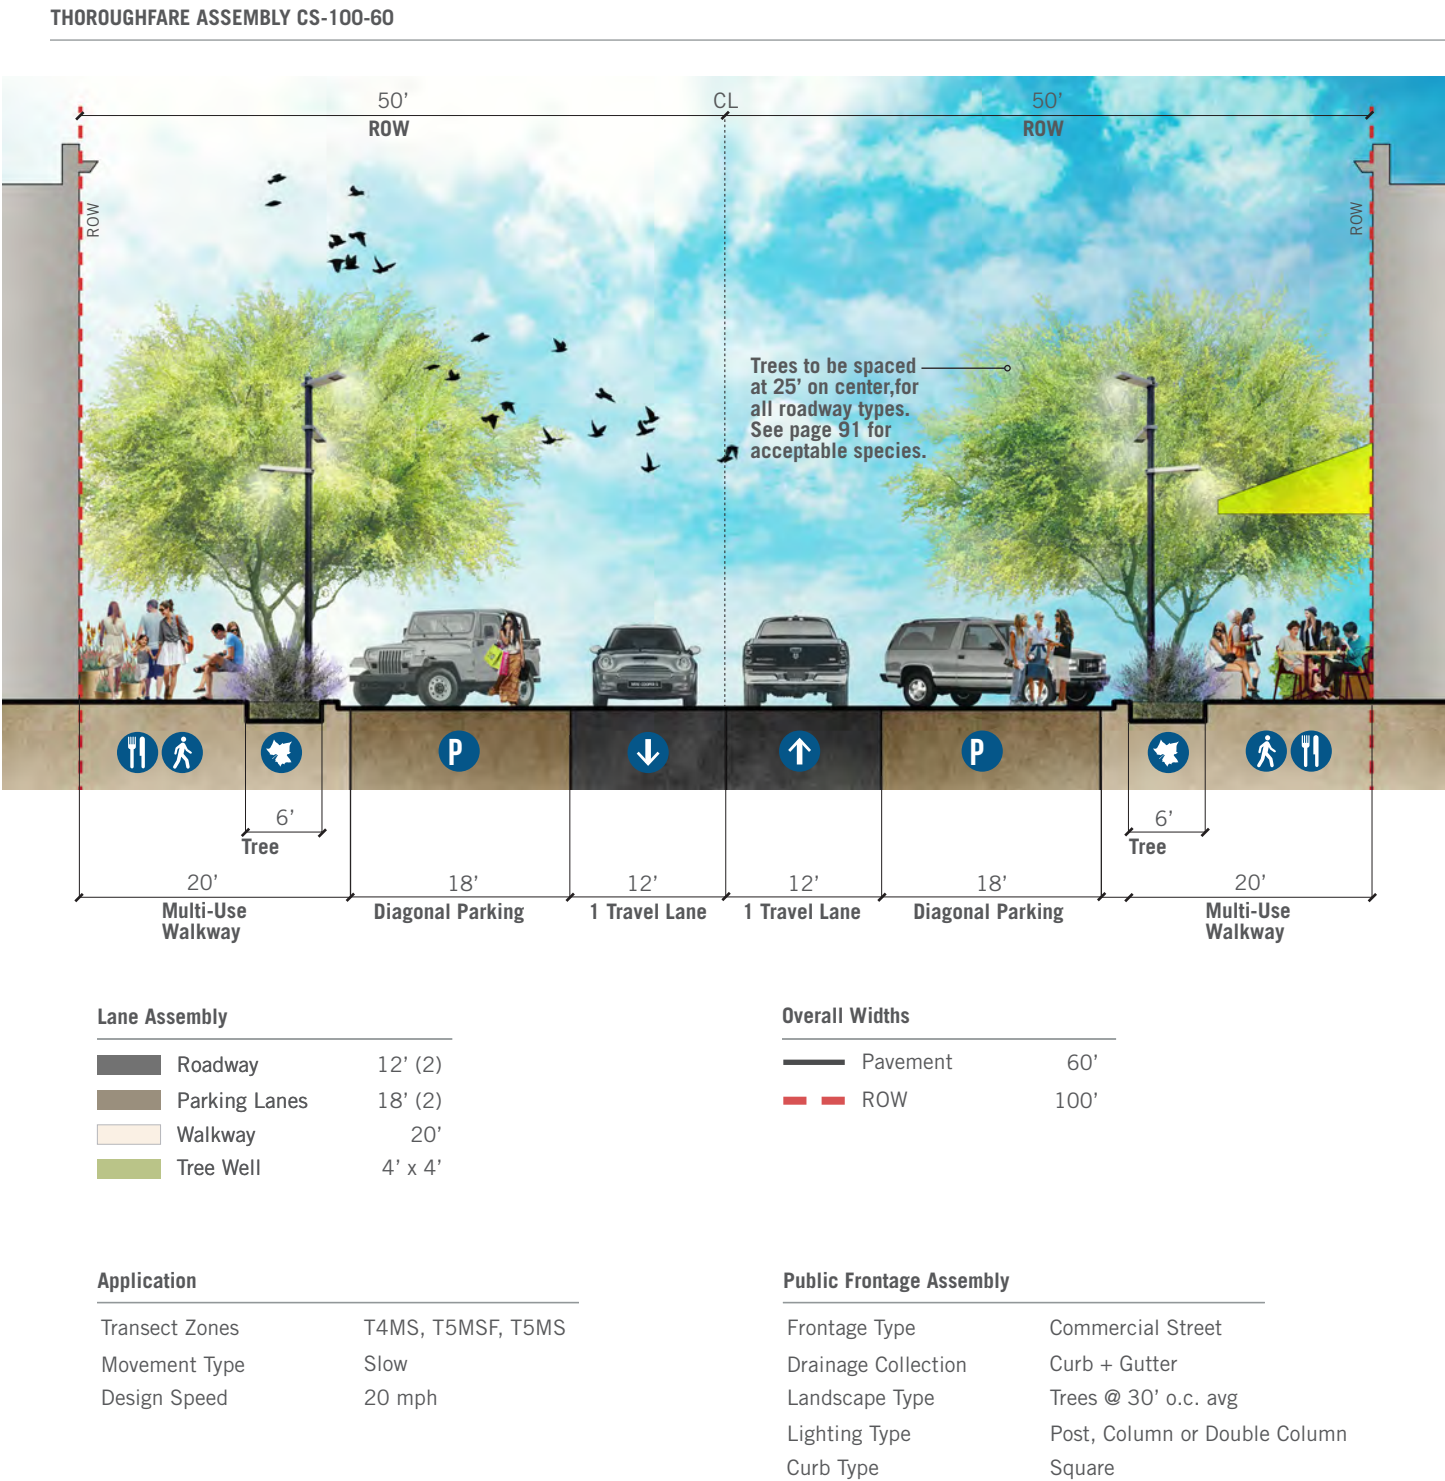 THOROUGHFARE ASSEMBLY CS-100-60
50’
CL
50’
ROW
ROW
ROW
ROW
Trees to be spaced
at 25’ on center,for
all roadway types.
See page 91 for
acceptable species.
P
P
6’
6’
Tree
Tree
20’
18’
12’
12’
18’
20’
Multi-Use
Walkway
Diagonal Parking
1 Travel Lane
1 Travel Lane
Diagonal Parking
Multi-Use
Walkway
Lane Assembly
Roadway 12’ (2)
Parking Lanes 18’ (2)
Walkway 20’
Tree Well 4’ x 4’
Overall Widths
Pavement 60’
ROW 100’
Application
Transect Zones T4MS, T5MSF, T5MS
Movement Type Slow
Design Speed 20 mph
Public Frontage Assembly
Frontage Type Commercial Street
Drainage Collection Curb + Gutter
Landscape Type Trees @ 30’ o.c. avg
Lighting Type Post, Column or Double Column
Curb Type Square